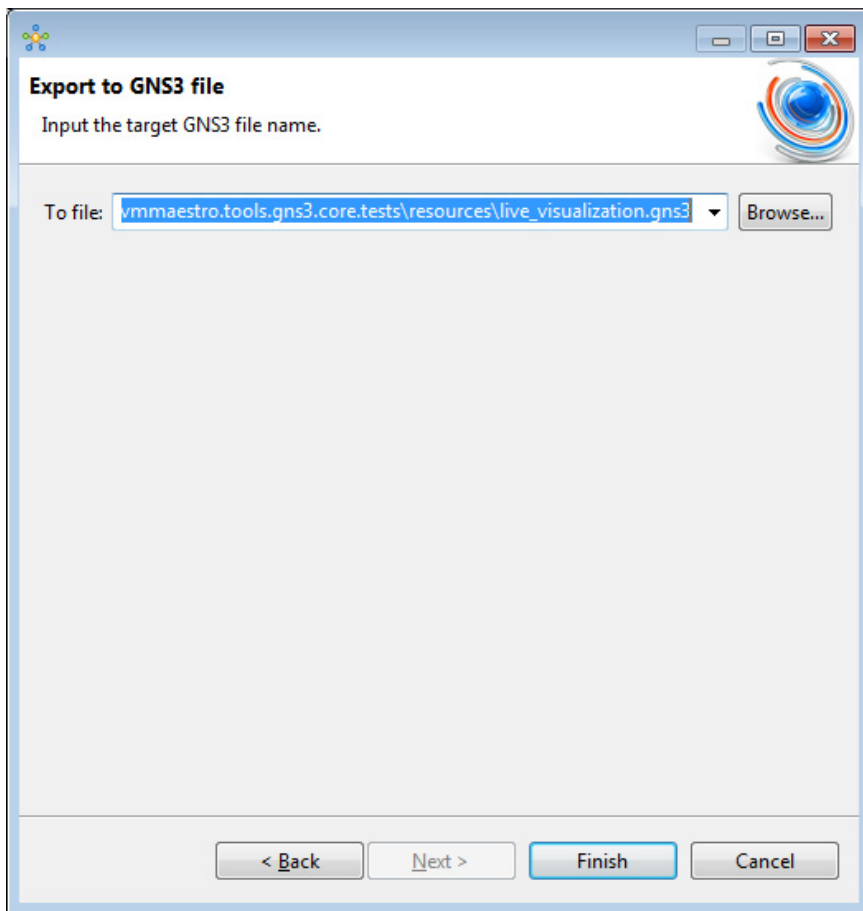 Export to GNS3 file
Input the target GNS3 file name.
To file: vmmaestro.tools.gns3.core.tests\resources\live_visualization.gns3 Browse...
< Back Next > Finish Cancel